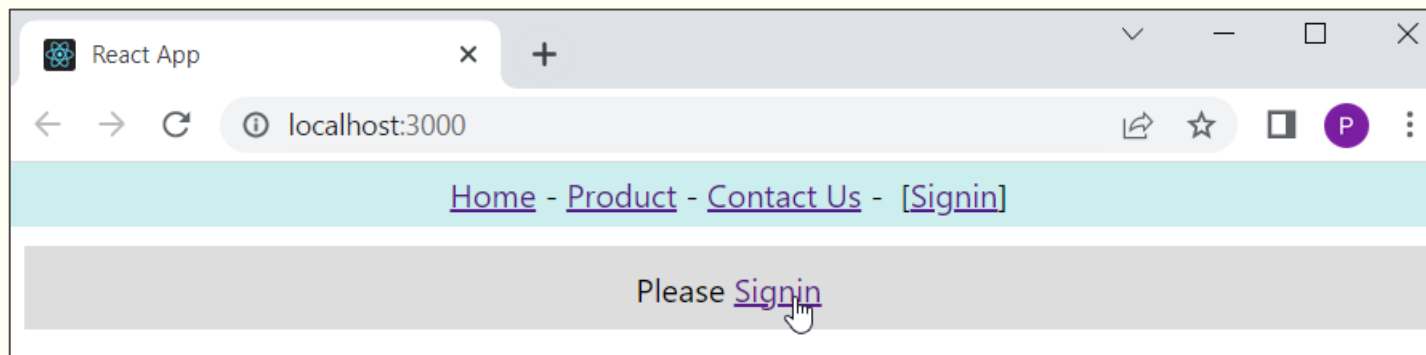 React App
localhost:3000
P
Home - Product - Contact Us - [Signin]
Please Signin